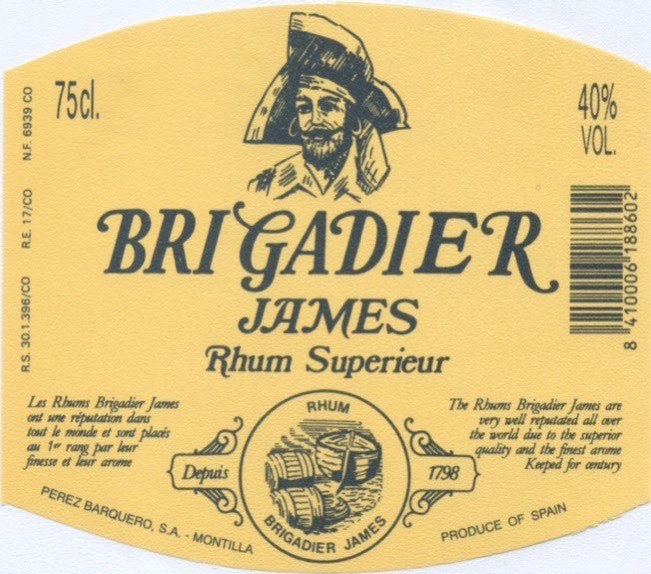 75cl.
40%
VOL.
N.F. 6939 CO
R.E. 17/CO
R.S. 30.1.396/CO
BRIGADIER
JAMES
Rhum Superieur
8 410006 188602
Les Rhums Brigadier James
ont une réputation dans
tout le monde et sont placés
au 1er rang par leur
finesse et leur arome
The Rhums Brigadier James are
very well reputated all over
the world due to the superior
quality and the finest arome
Keeped for century
RHUM
Depuis
1798
BRIGADIER JAMES
PEREZ BARQUERO, S.A. - MONTILLA
PRODUCE OF SPAIN